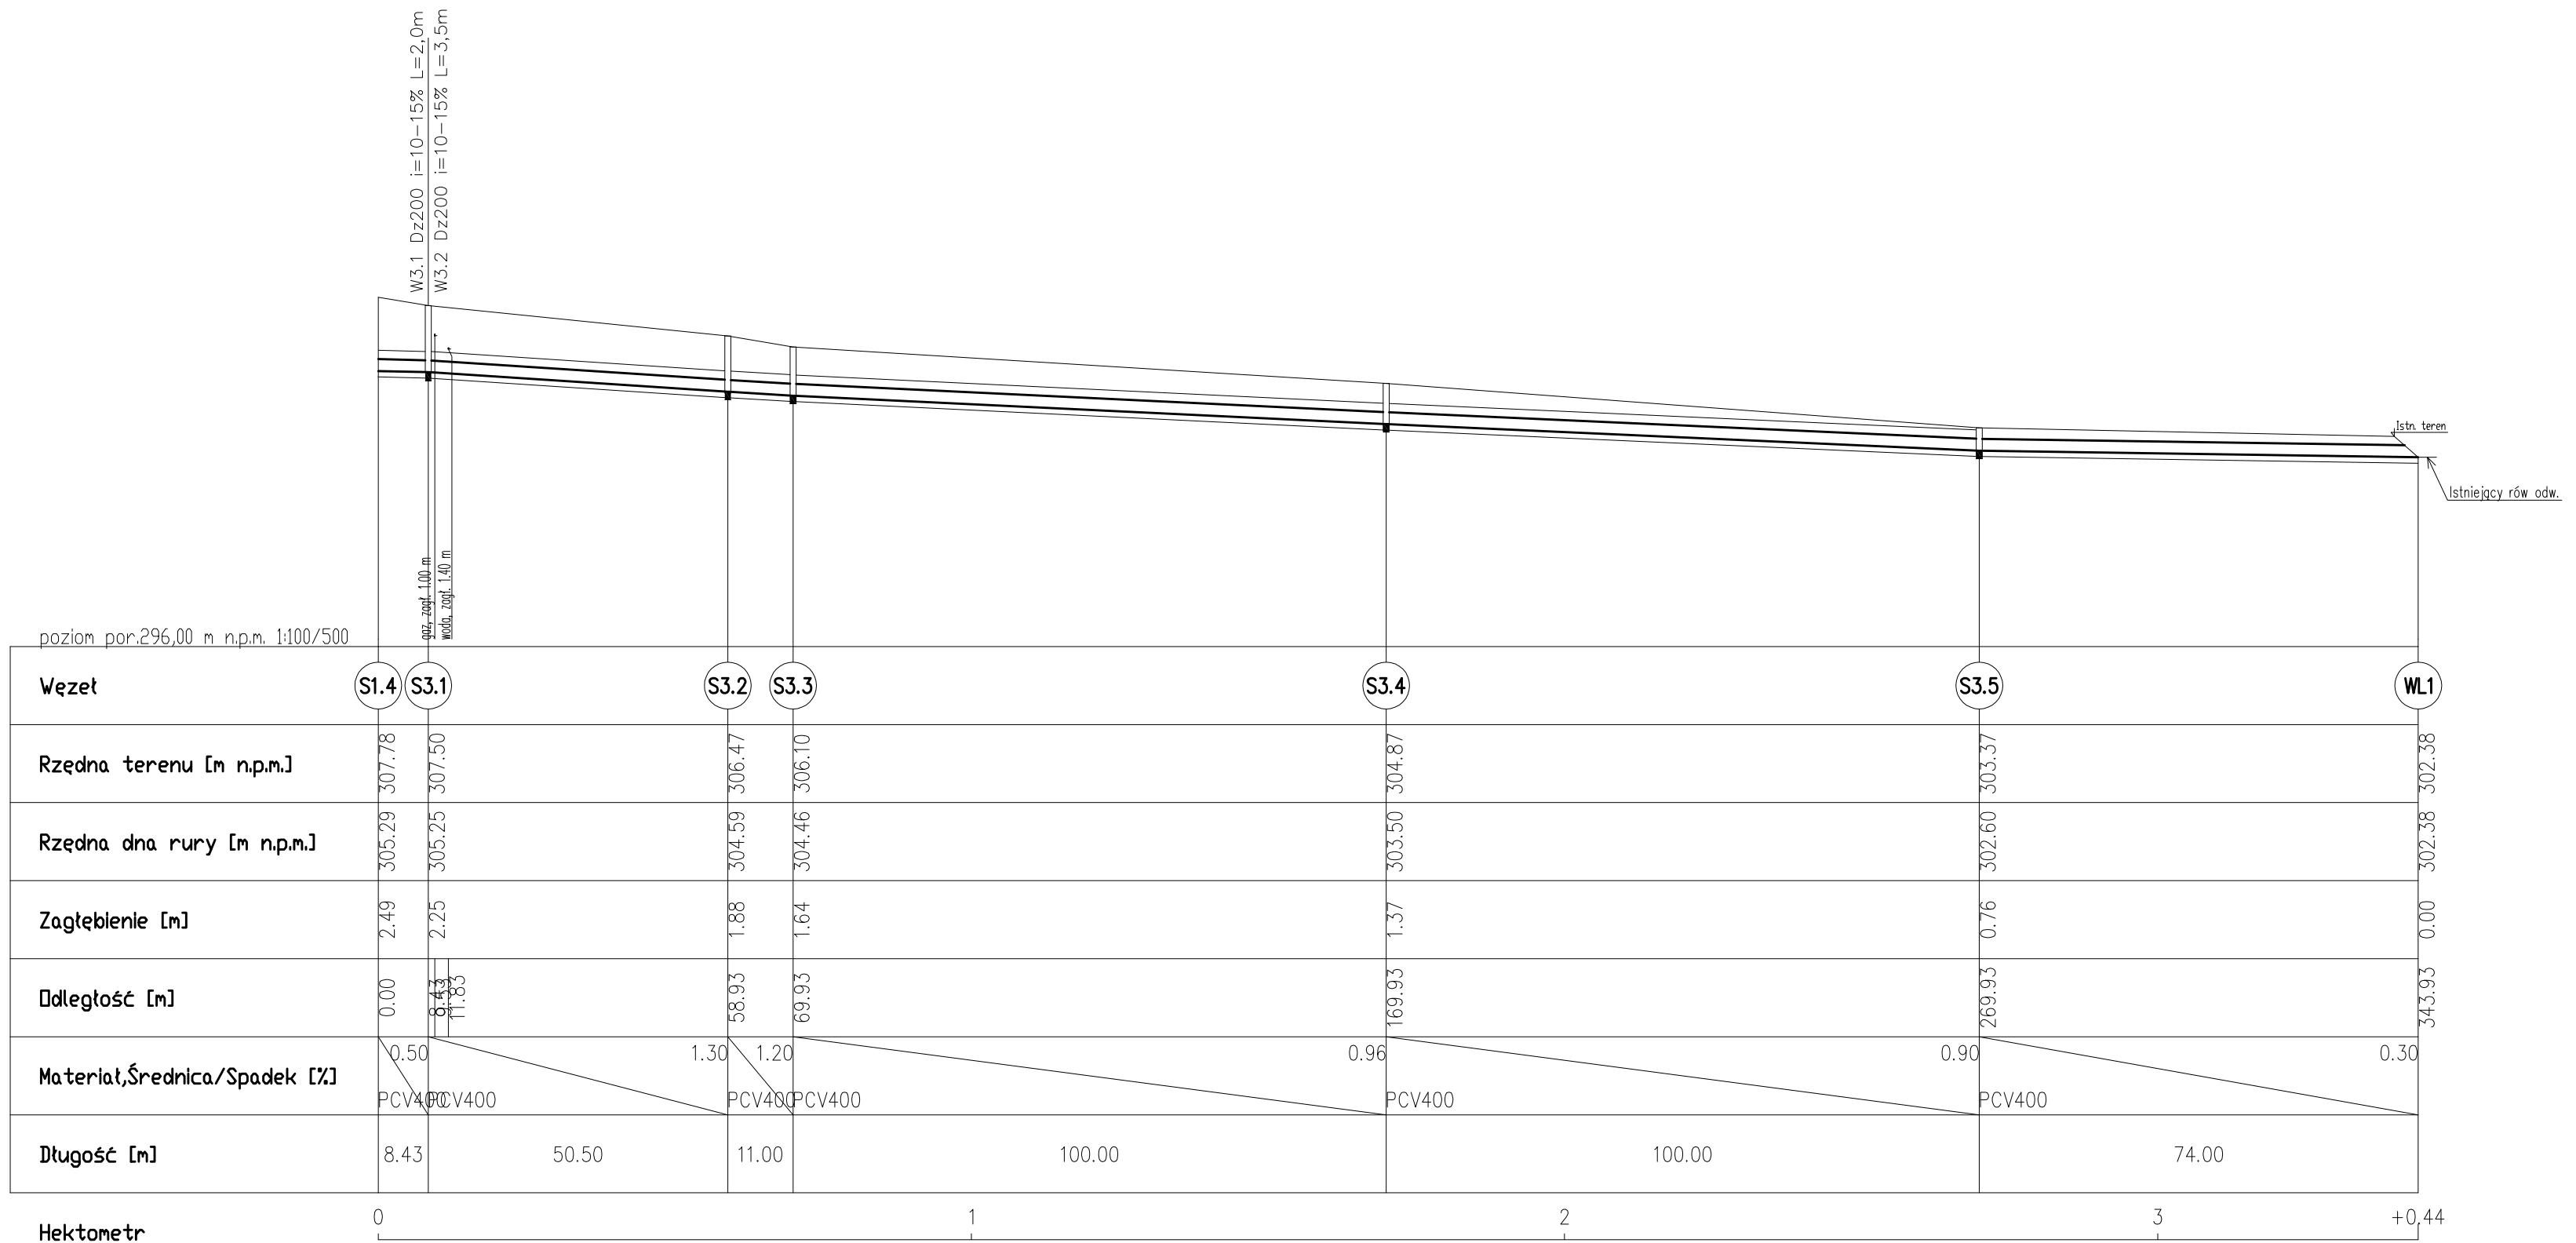 W3.1 Dz200 i=10-15% L=2,0m
W3.2 Dz200 i=10-15% L=3,5m
Istn. teren
Istniejący rów odw.
gaz, zagł. 1.00 m
woda, zagł. 1.40 m
poziom por.296,00 m n.p.m. 1:100/500
Węzeł S1.4 S3.1 S3.2 S3.3 S3.4 S3.5 WL1
Rzędna terenu [m n.p.m.] 307.78 307.50 306.47 306.10 304.87 303.37 302.38
Rzędna dna rury [m n.p.m.] 305.29 305.25 304.59 304.46 303.50 302.60 302.38
Zagłębienie [m] 2.49 2.25 1.88 1.64 1.37 0.76 0.00
Odległość [m] 0.00 8.43 11.83 58.93 69.93 169.93 269.93 343.93
0.50 1.30 1.20 0.96 0.90 0.30
Materiał,Średnica/Spadek [%]
PCV400 PCV400 PCV400 PCV400 PCV400 PCV400
Długość [m] 8.43 50.50 11.00 100.00 100.00 74.00
Hektometr 0 1 2 3 +0.44